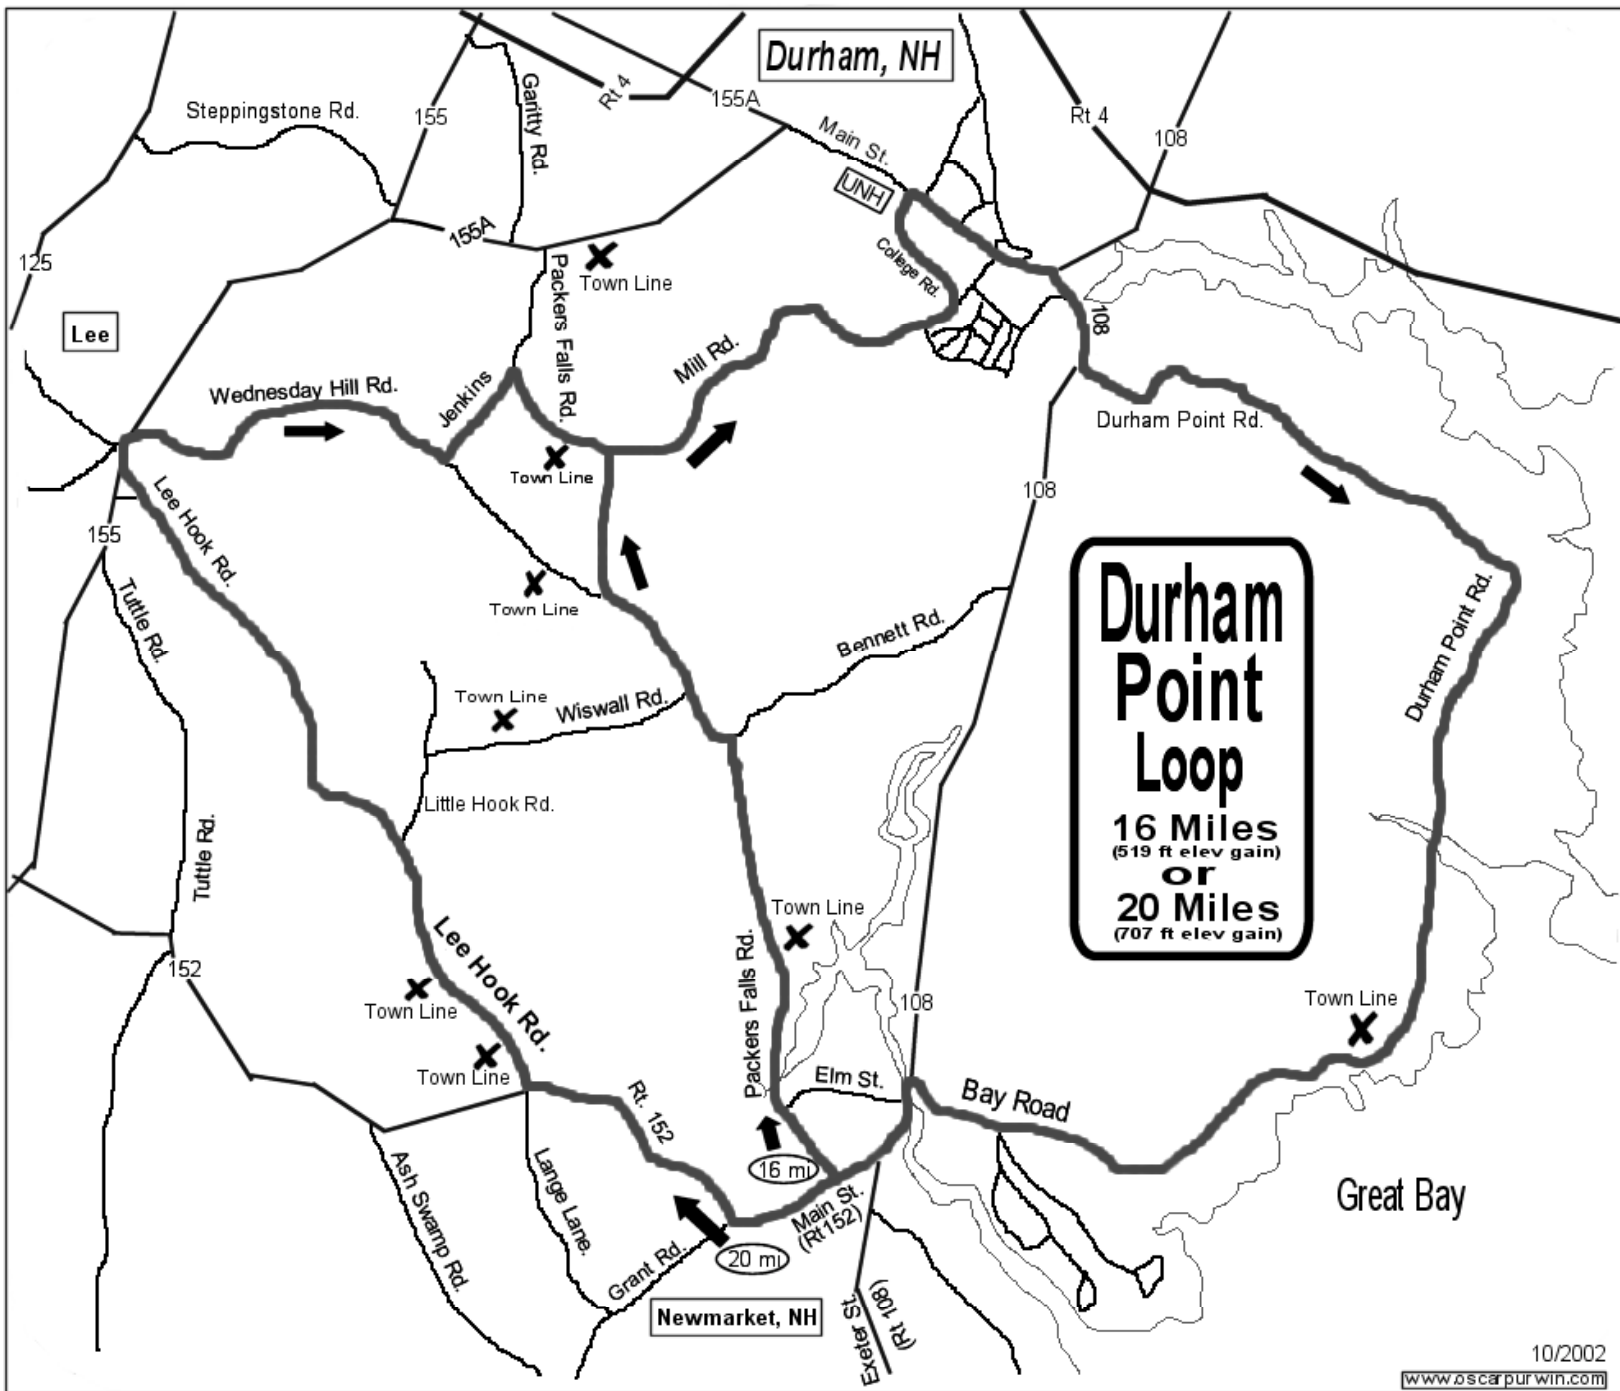 Durham, NH
Rt 4
155A
155
Steppingstone Rd.
Garitty Rd.
Main St.
UNH
Rt 4
108
155A
125
Town Line
College Rd.
Packers Falls Rd.
Lee
108
Mill Rd.
Wednesday Hill Rd.
Jenkins
Durham Point Rd.
Town Line
108
Lee Hook Rd.
155
Town Line
Tuttle Rd.
Bennett Rd.
Durham Point Rd.
Town Line
Wiswall Rd.
Durham
Point
Loop
16 Miles
(519 ft elev gain)
or
20 Miles
(707 ft elev gain)
Little Hook Rd.
Tuttle Rd.
Town Line
Lee Hook Rd.
152
Packers Falls Rd.
108
Town Line
Town Line
Town Line
Elm St.
Bay Road
Rt. 152
16 mi
Main St.
(Rt152)
Great Bay
Ash Swamp Rd.
Lange Lane.
Grant Rd.
20 mi
Newmarket, NH
Exeter St.
(Rt 108)
10/2002
www.oscarpurwin.com